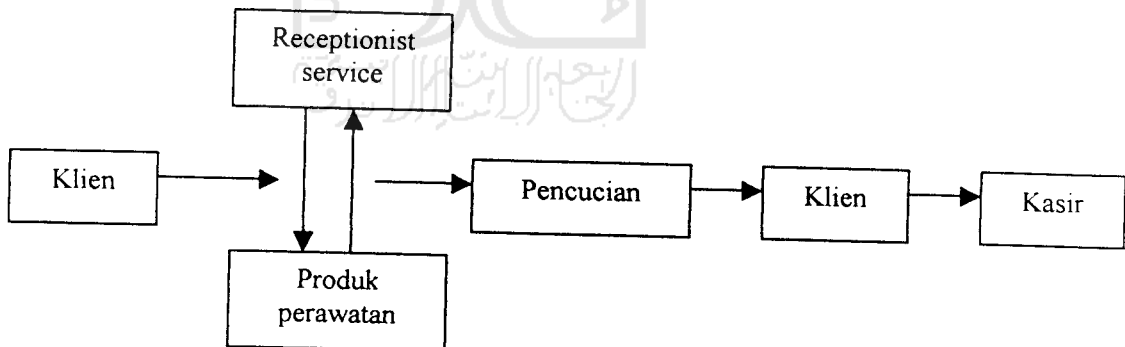 Receptionist
service
Klien
Produk
perawatan
Pencucian
Klien
Kasir